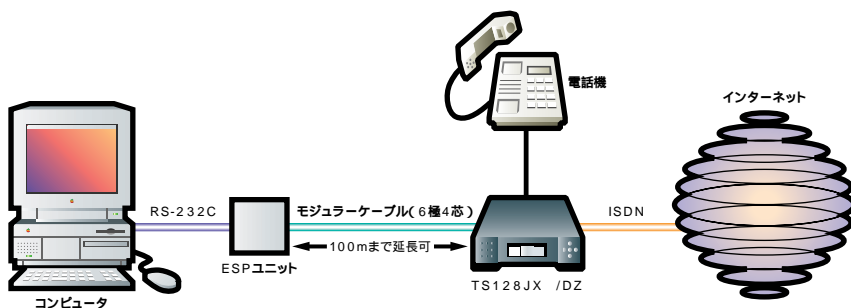 電話機
インターネット
RS-232C
モジュラーケーブル(6極4芯)
ISDN
100mまで延長可
ESPユニット
TS128JX /DZ
コンピュータ